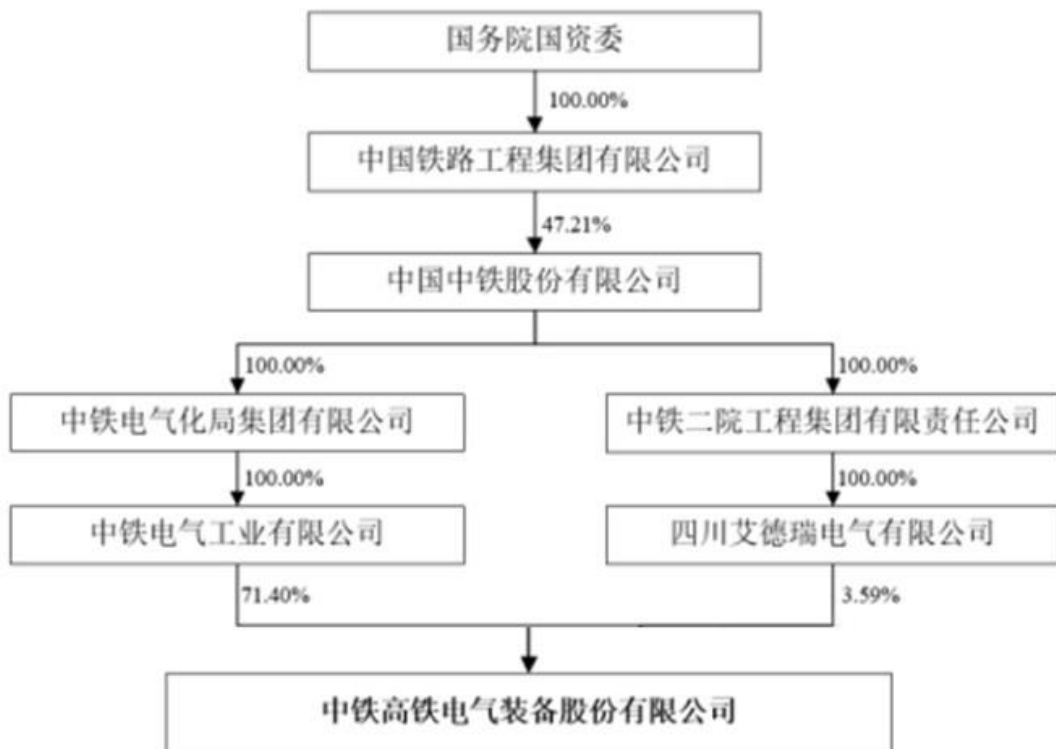 国务院国资委
100.00%
中国铁路工程集团有限公司
47.21%
中国中铁股份有限公司
100.00%
100.00%
中铁电气化局集团有限公司
中铁二院工程集团有限责任公司
100.00%
100.00%
中铁电气工业有限公司
四川艾德瑞电气有限公司
71.40%
3.59%
中铁高铁电气装备股份有限公司